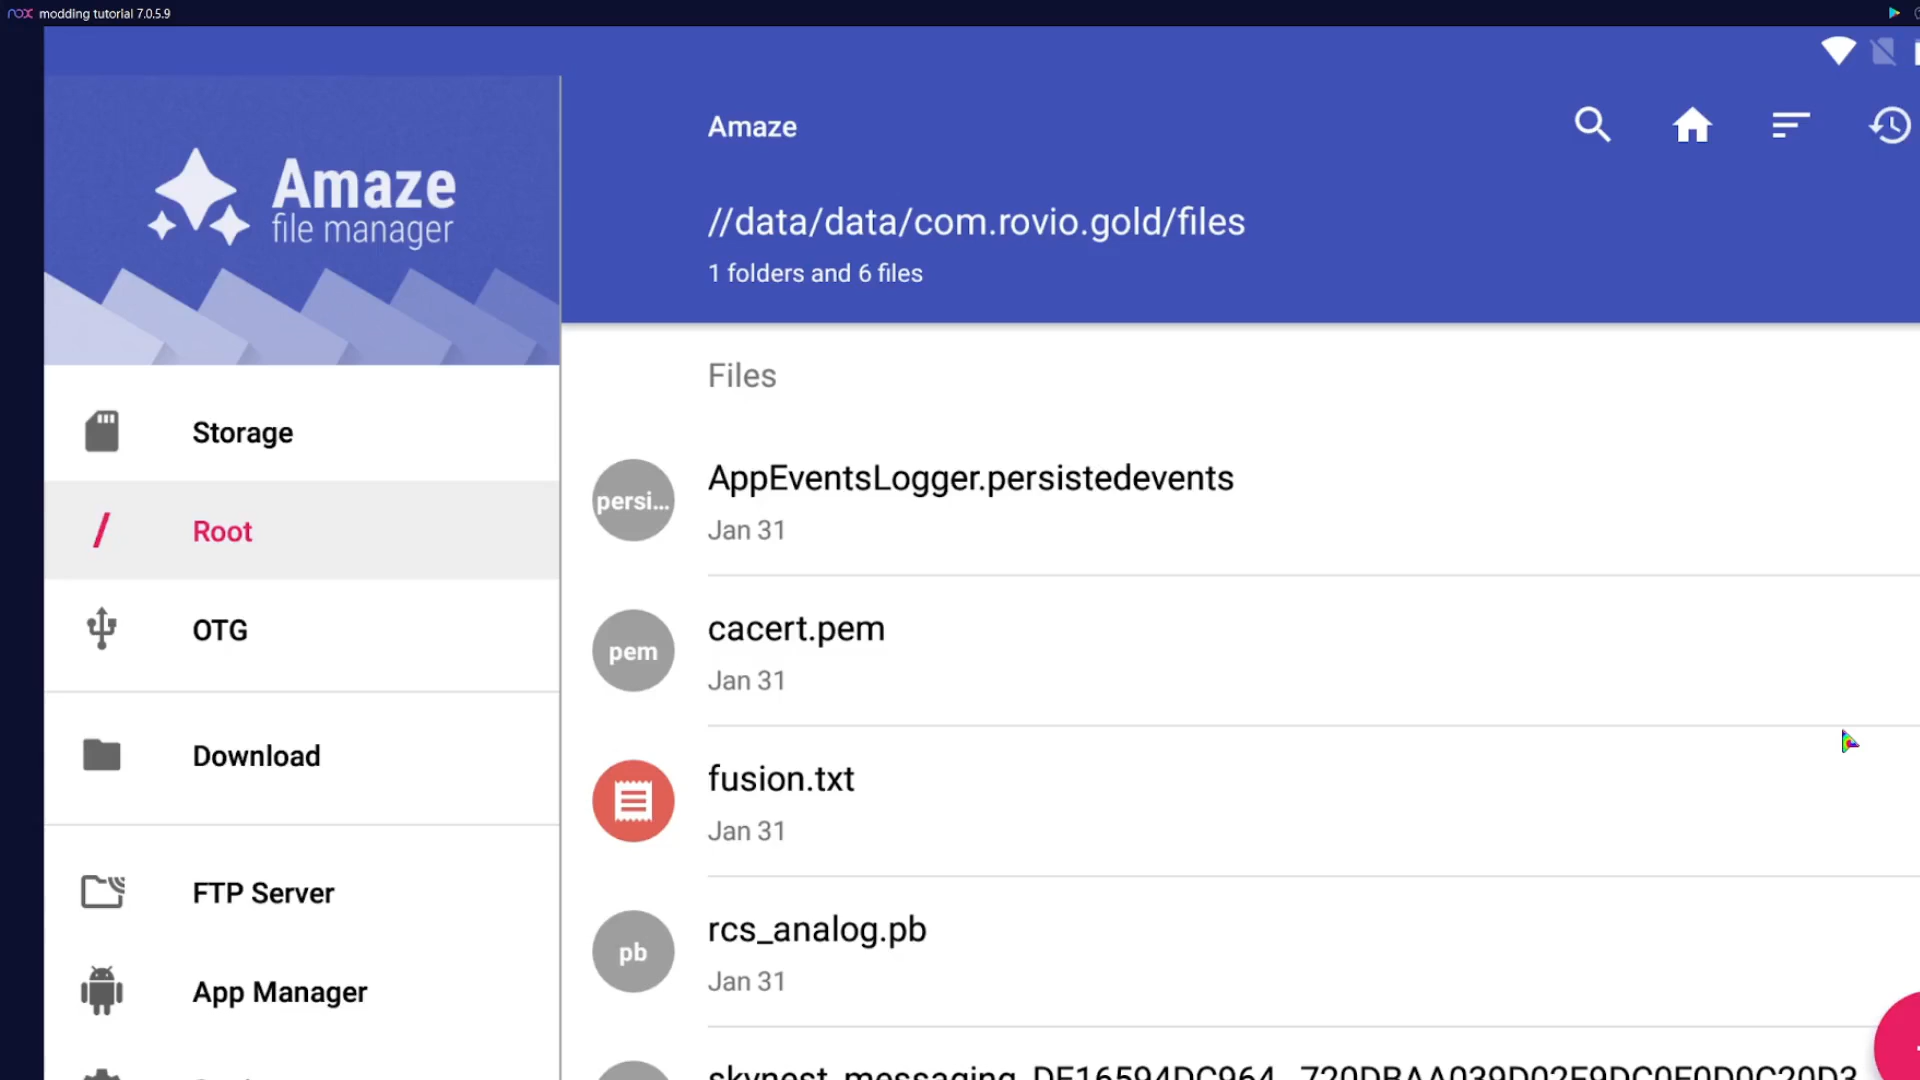 nox modding tutorial 7.0.5.9
Amaze
file manager
Storage
Root
OTG
Download
FTP Server
App Manager
Amaze
//data/data/com.rovio.gold/files
1 folders and 6 files
Files
persi...
AppEventsLogger.persistedevents
Jan 31
pem
cacert.pem
Jan 31
fusion.txt
Jan 31
pb
rcs_analog.pb
Jan 31